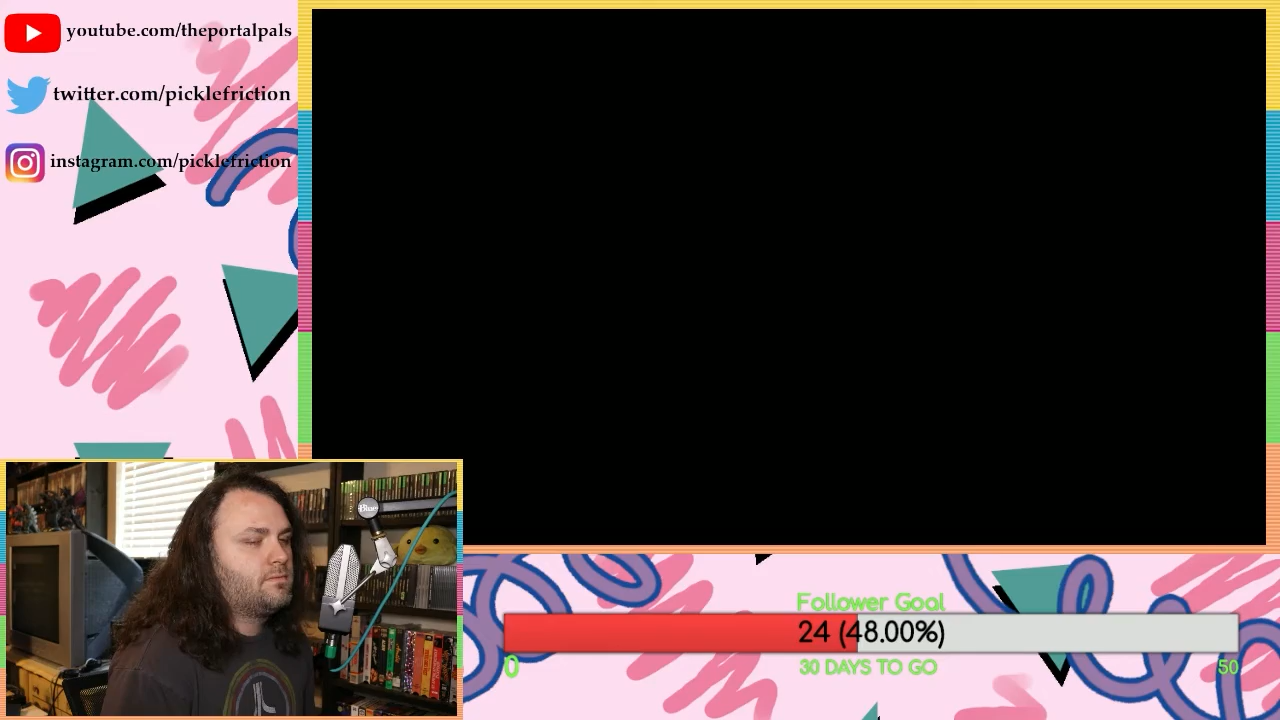 youtube.com/theportalpals
twitter.com/picklefriction
instagram.com/picklefriction
Blue
Follower Goal
24 (48.00%)
0
30 DAYS TO GO
50